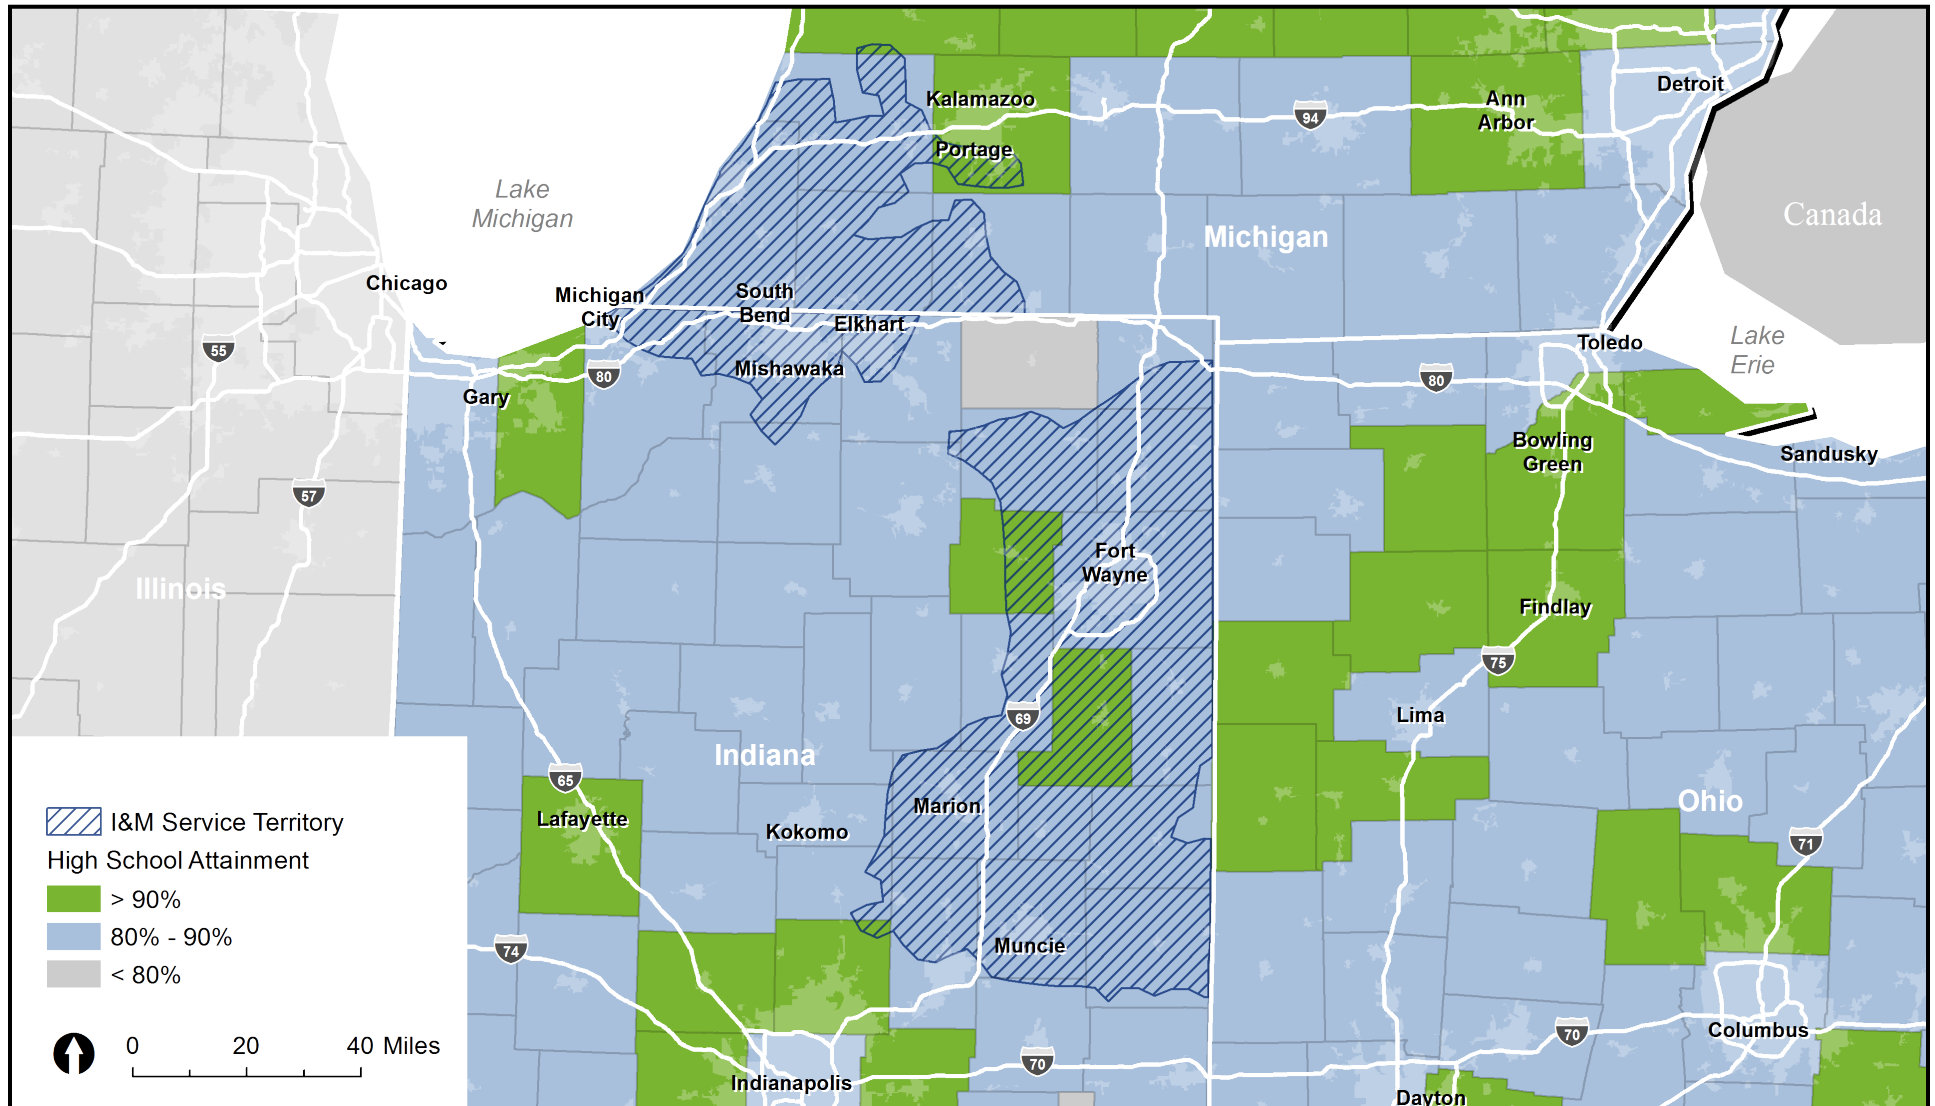 Detroit
Kalamazoo
94
Ann
Arbor
Portage
Lake
Michigan
Canada
Michigan
Chicago
Michigan
City
South
Bend
Elkhart
Lake
Erie
Toledo
55
80
Mishawaka
80
Gary
Bowling
Green
Sandusky
57
Fort
Wayne
Illinois
Findlay
75
69
Lima
Indiana
65
Marion
Ohio
Lafayette
Kokomo
71
I&M Service Territory
High School Attainment
> 90%
80% - 90%
< 80%
74
Muncie
0 20 40 Miles
70
70
Columbus
Indianapolis
Dayton